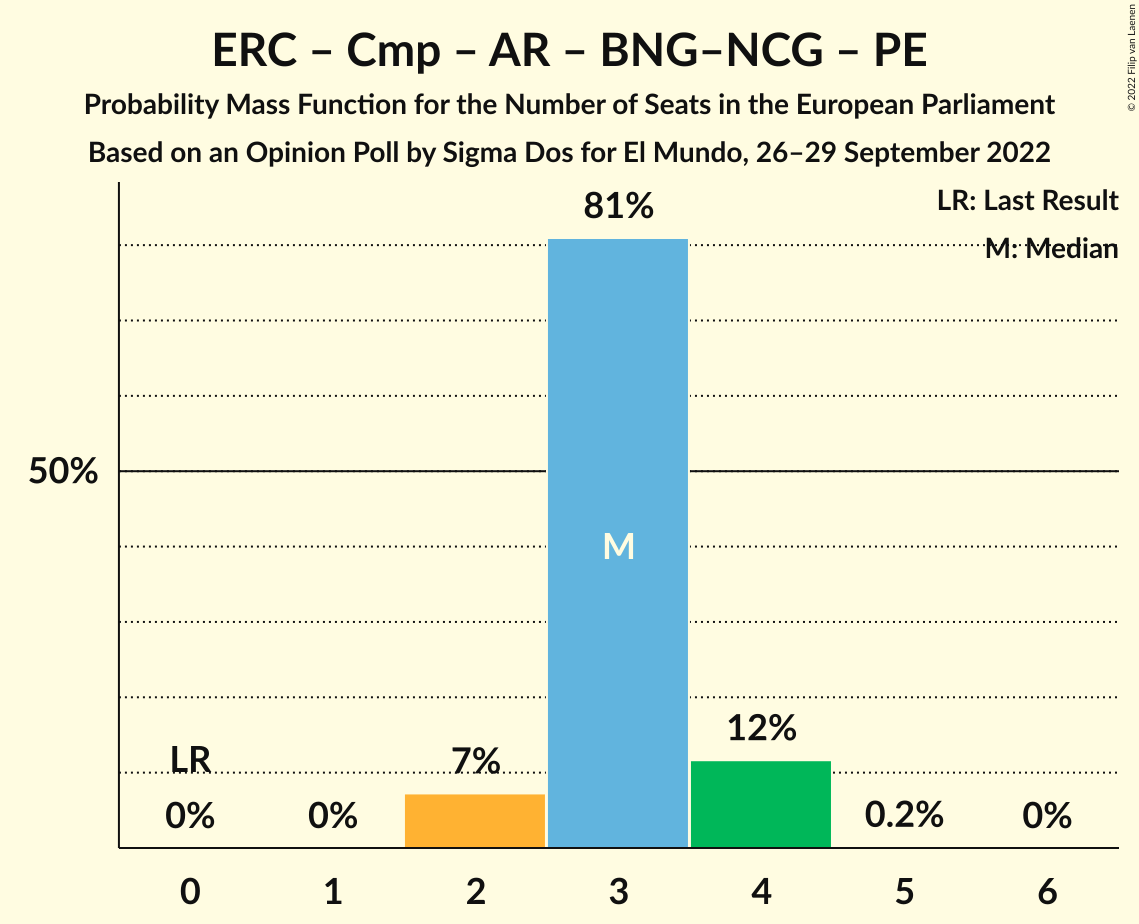 ERC – Cmp – AR – BNG–NCG – PE
Probability Mass Function for the Number of Seats in the European Parliament
Based on an Opinion Poll by Sigma Dos for El Mundo, 26–29 September 2022
© 2022 Filip van Laenen
LR: Last Result
M: Median
81%
50%
M
12%
LR
7%
0%
0%
0.2%
0%
0
1
2
3
4
5
6